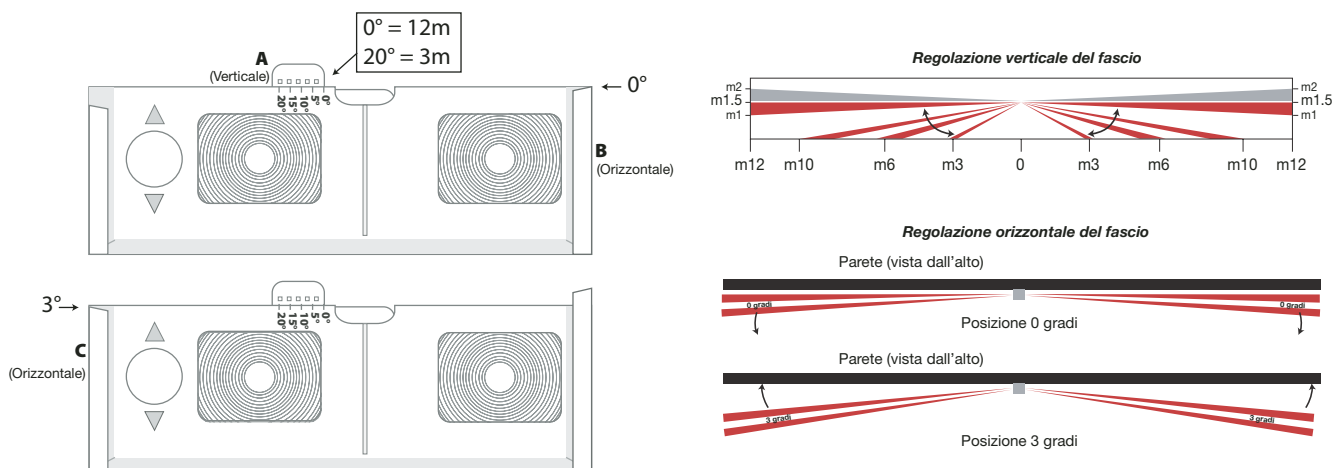 0° = 12m
20° = 3m
A
(Verticale)
0°
20°
15°
10°
5°
0°
B
(Orizzontale)
3°
20°
15°
10°
5°
0°
C
(Orizzontale)
Regolazione verticale del fascio
m2
m1.5
m1
m2
m1.5
m1
m12 m10 m6 m3 0 m3 m6 m10 m12
Regolazione orizzontale del fascio
Parete (vista dall'alto)
0 gradi
0 gradi
Posizione 0 gradi
Parete (vista dall'alto)
3 gradi
3 gradi
Posizione 3 gradi